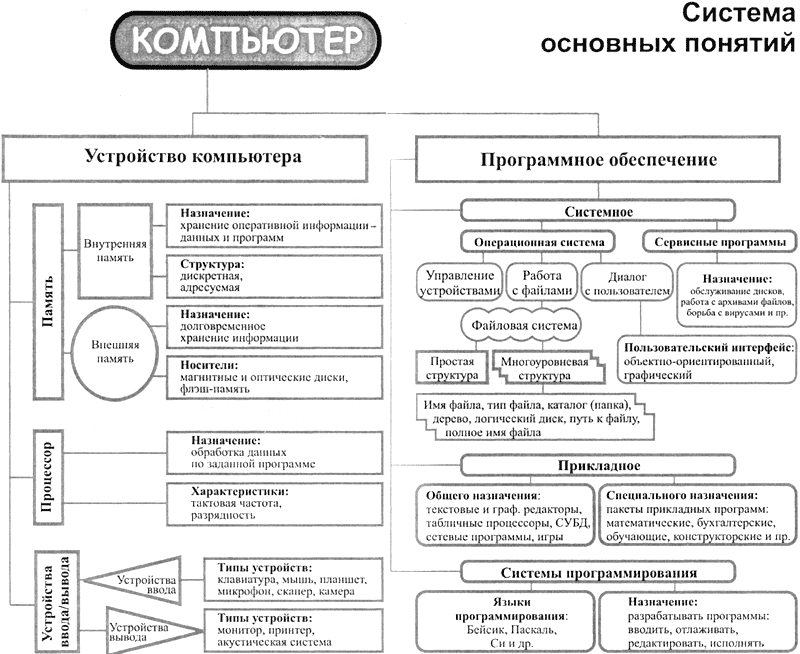 Система
основных понятий
КОМПЬЮТЕР
Устройство компьютера
Память
Внутренняя
память
Назначение:
хранение оперативной информации –
данных и программ
Структура:
дискретная,
адресуемая
Внешняя
память
Назначение:
долговременное
хранение информации
Носители:
магнитные и оптические диски,
флэш-память
Процессор
Назначение:
обработка данных
по заданной программе
Характеристики:
тактовая частота,
разрядность
Устройства
ввода/вывода
Устройства
ввода
Типы устройств:
клавиатура, мышь, планшет,
микрофон, сканер, камера
Устройства
вывода
Типы устройств:
монитор, принтер,
акустическая система
Программное обеспечение
Системное
Операционная система
Управление
устройствами
Работа
с файлами
Диалог
с пользователем
Файловая система
Простая
структура
Многоуровневая
структура
Имя файла, тип файла, каталог (папка),
дерево, логический диск, путь к файлу,
полное имя файла
Сервисные программы
Назначение:
обслуживание дисков,
работа с архивами файлов,
борьба с вирусами и пр.
Пользовательский интерфейс:
объектно-ориентированный,
графический
Прикладное
Общего назначения:
текстовые и граф. редакторы,
табличные процессоры, СУБД,
сетевые программы, игры
Специального назначения:
пакеты прикладных программ:
математические, бухгалтерские,
обучающие, конструкторские и пр.
Системы программирования
Языки
программирования:
Бейсик, Паскаль,
Си и др.
Назначение:
разрабатывать программы:
вводить, отлаживать,
редактировать, исполнять